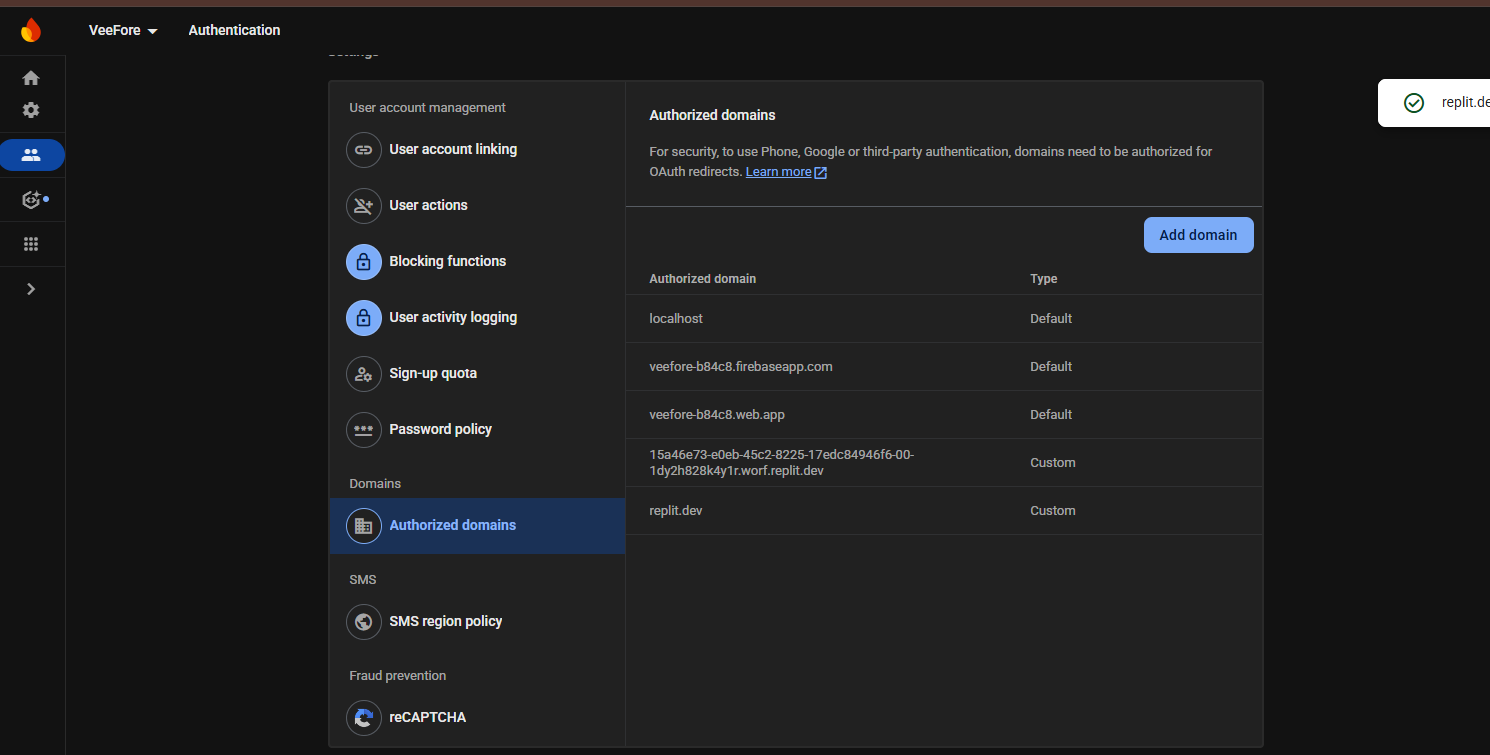 VeeFore
Authentication
User account management
User account linking
User actions
Blocking functions
User activity logging
Sign-up quota
Password policy
Domains
Authorized domains
SMS
SMS region policy
Fraud prevention
reCAPTCHA
Authorized domains
For security, to use Phone, Google or third-party authentication, domains need to be authorized for
OAuth redirects. Learn more
Add domain
Authorized domain Type
localhost Default
veefore-b84c8.firebaseapp.com Default
veefore-b84c8.web.app Default
15a46e73-e0eb-45c2-8225-17edc84946f6-00-
1dy2h828k4y1r.worf.replit.dev Custom
replit.dev Custom
replit.de